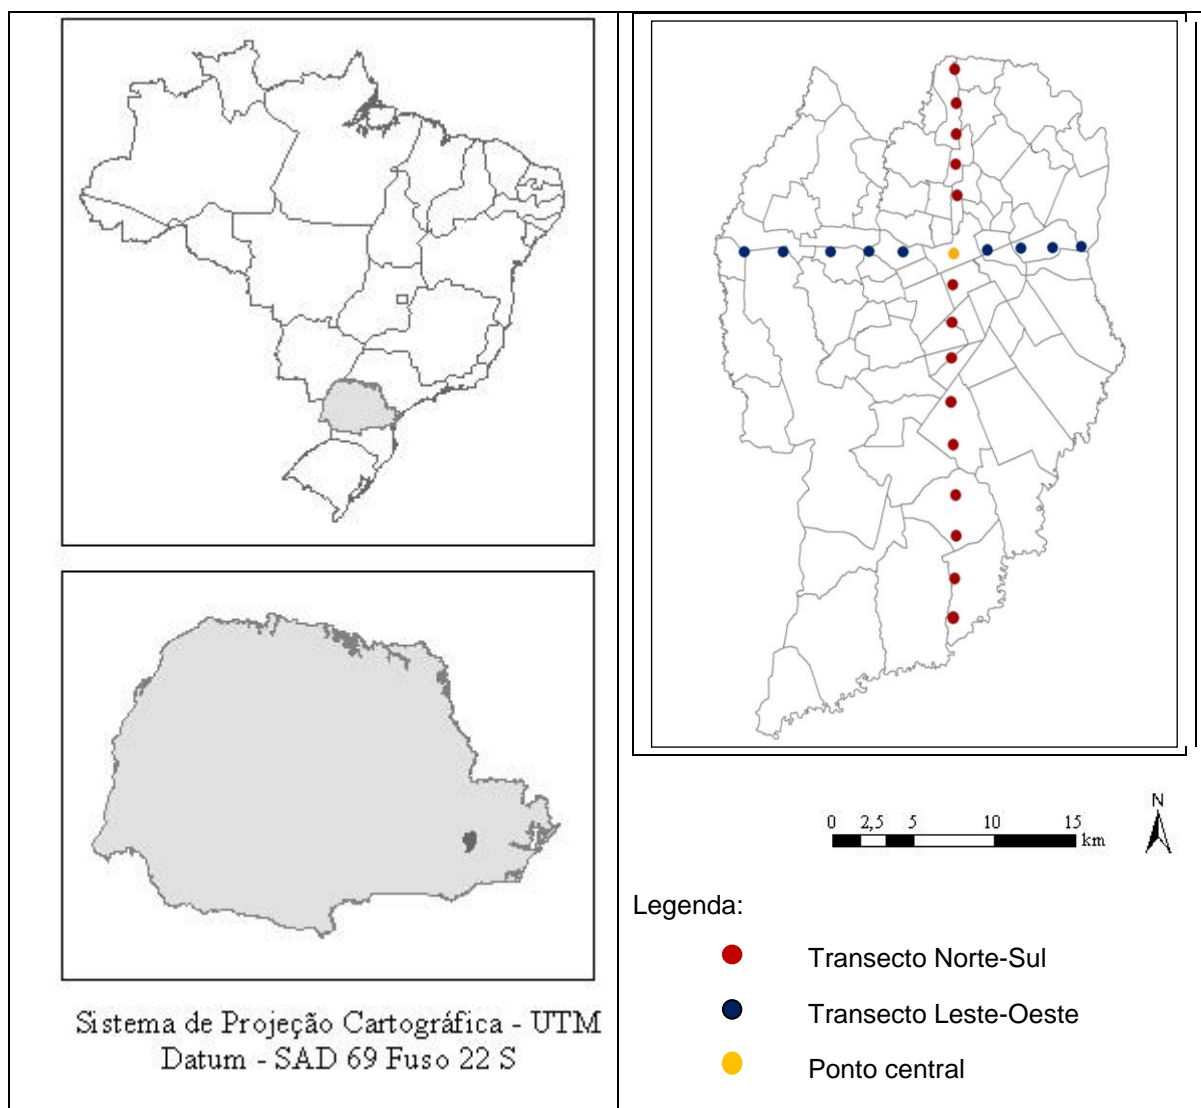 Sistema de Projeção Cartográfica - UTM
Datum - SAD 69 Fuso 22 S
N
0 2,5 5 10 15
km
Legenda:
Transecto Norte-Sul
Transecto Leste-Oeste
Ponto central